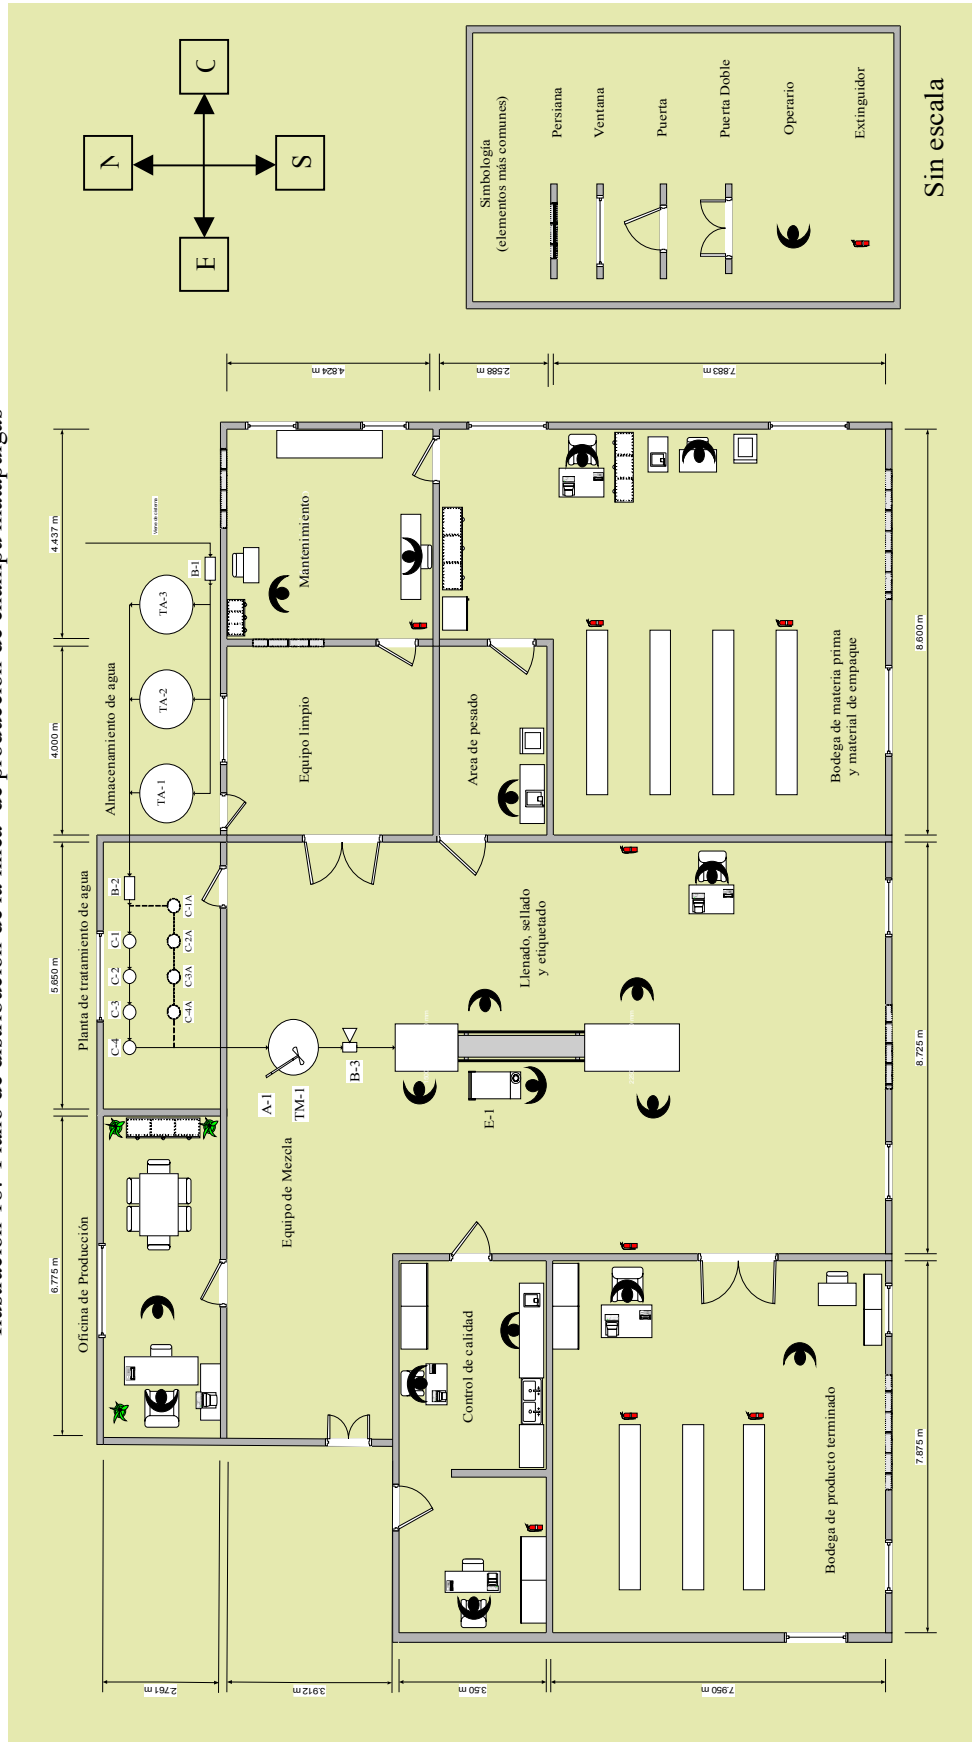 Oficina de Producción
Planta de tratamiento de agua
Almacenamiento de agua
6.775 m
5.650 m
4.000 m
4.437 m
C-4
C-3
C-2
C-1
B-2
C-4A
C-3A
C-2A
C-1A
TA-1
TA-2
TA-3
B-1
A-1
TM-1
B-3
E-1
Equipo de Mezcla
Equipo limpio
Mantenimiento
Llenado, sellado
y etiquetado
Area de pesado
Control de calidad
Bodega de producto terminado
Bodega de materia prima
y material de empaque
2.761 m
3.912 m
3.50 m
7.950 m
4.824 m
2.588 m
7.883 m
7.875 m
8.725 m
8.600 m
N
E
C
S
Simbología
(elementos más comunes)
Persiana
Ventana
Puerta
Puerta Doble
Operario
Extinguidor
Sin escala